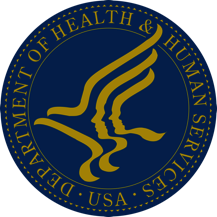 DEPARTMENT OF HEALTH & HUMAN SERVICES
· USA ·